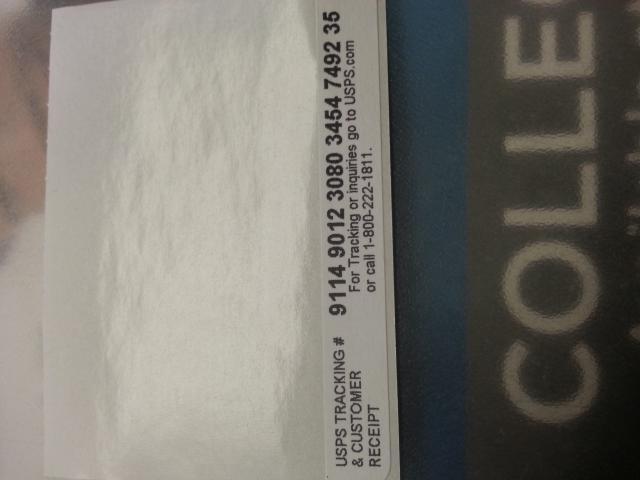 USPS TRACKING #
& CUSTOMER
RECEIPT
9114 9012 3080 3454 7492 35
For Tracking or inquiries go to USPS.com
or call 1-800-222-1811.
COLLE